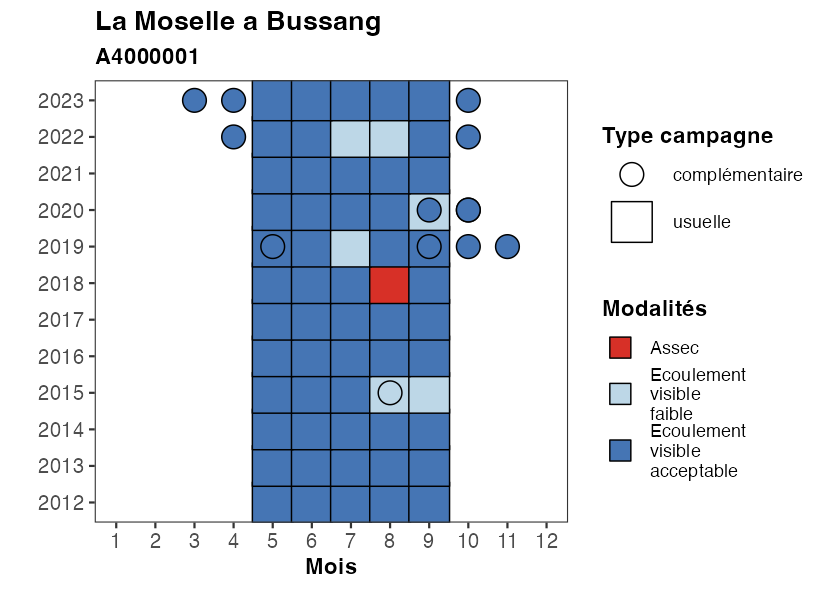 La Moselle a Bussang
A4000001
2023
2022
2021
2020
2019
2018
2017
2016
2015
2014
2013
2012
1 2 3 4 5 6 7 8 9 10 11 12
Mois
Type campagne
complémentaire
usuelle
Modalités
Assec
Ecoulement
visible
faible
Ecoulement
visible
acceptable